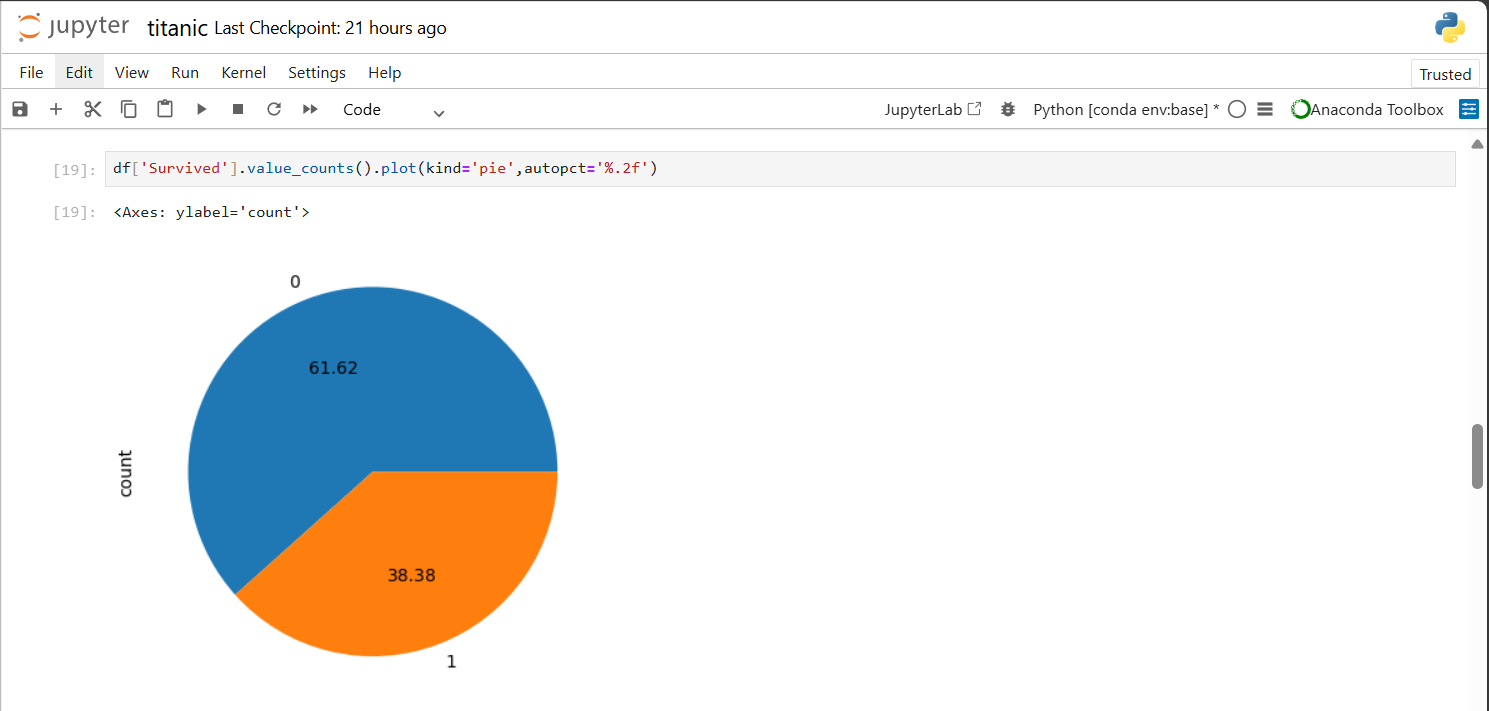 jupyter titanic Last Checkpoint: 21 hours ago
File Edit View Run Kernel Settings Help Trusted
Code JupyterLab Python [conda env:base] * Anaconda Toolbox
[19]: df['Survived'].value_counts().plot(kind='pie',autopct='%.2f')
[19]: <Axes: ylabel='count'>
0
61.62
count
38.38
1